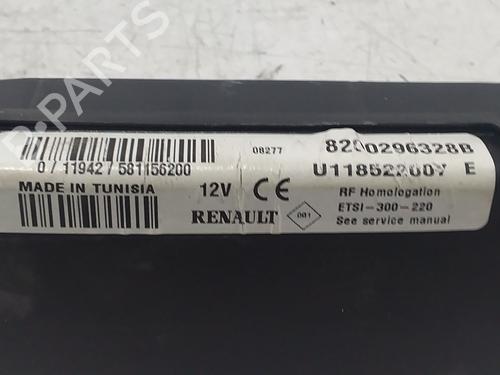 08277
8200296328B
0/11942/581156200
U118522007 E
MADE IN TUNISIA
12V
CE
RF Homologation
RENAULT
001
ETSI-300-220
See service manual
B-PARTS